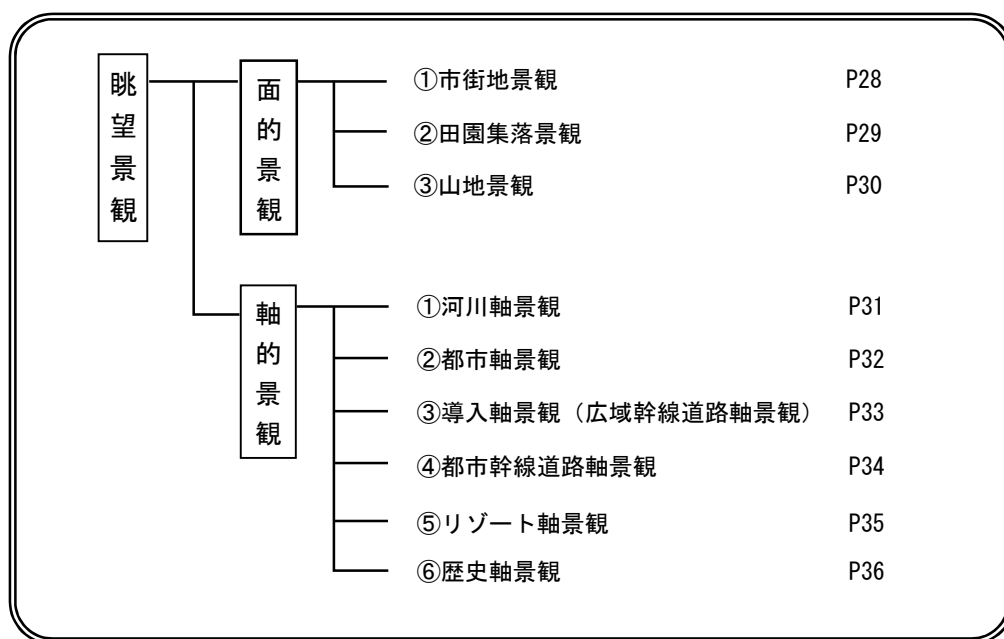 眺望景観
面的景観
①市街地景観 P28
②田園集落景観 P29
③山地景観 P30
軸的景観
①河川軸景観 P31
②都市軸景観 P32
③導入軸景観（広域幹線道路軸景観） P33
④都市幹線道路軸景観 P34
⑤リゾート軸景観 P35
⑥歴史軸景観 P36